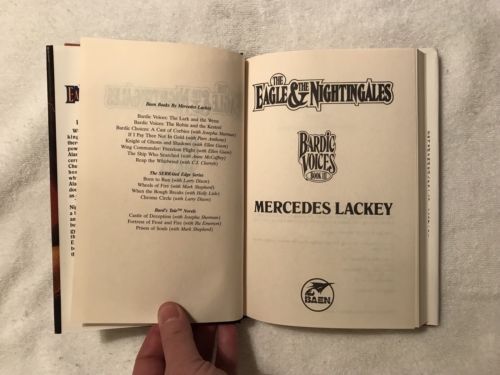 Baen Books By Mercedes Lackey
Bardic Voices: The Lark and the Wren
Bardic Voices: The Robin and the Kestrel
Bardic Choices: A Cast of Corbies (with Josepha Sherman)
If I Pay Thee Not In Gold (with Piers Anthony)
Knight of Ghosts and Shadows (with Ellen Guon)
Wing Commander: Freedom Flight (with Ellen Guon)
The Ship Who Searched (with Anne McCaffrey)
Reap the Whirlwind (with C.J. Cherryh)
The SERRAted Edge Series
Born to Run (with Larry Dixon)
Wheels of Fire (with Mark Shepherd)
When the Bough Breaks (with Holly Lisle)
Chrome Circle (with Larry Dixon)
Bard's Tale™ Novels
Castle of Deception (with Josepha Sherman)
Fortress of Frost and Fire (with Ru Emerson)
Prison of Souls (with Mark Shepherd)
THE EAGLE & THE NIGHTINGALES
BARDIC
VOICES
BOOK III
MERCEDES LACKEY
BAEN